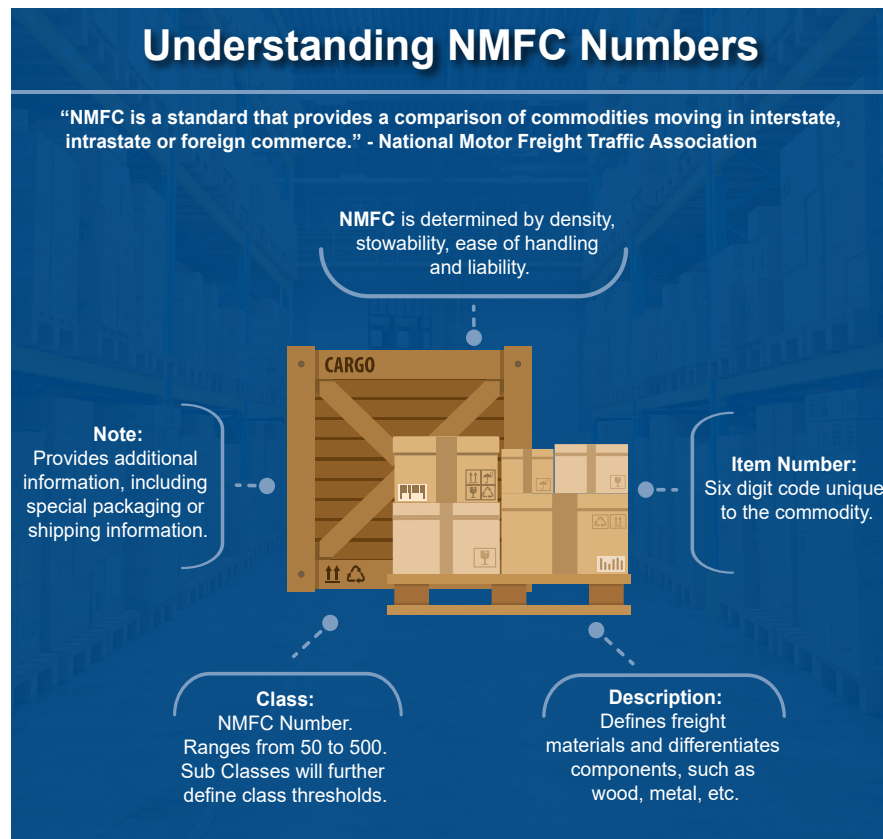 Understanding NMFC Numbers
“NMFC is a standard that provides a comparison of commodities moving in interstate,
intrastate or foreign commerce.” - National Motor Freight Traffic Association
NMFC is determined by density,
stowability, ease of handling
and liability.
CARGO
Note:
Provides additional
information, including
special packaging or
shipping information.
Item Number:
Six digit code unique
to the commodity.
Class:
NMFC Number.
Ranges from 50 to 500.
Sub Classes will further
define class thresholds.
Description:
Defines freight
materials and differentiates
components, such as
wood, metal, etc.